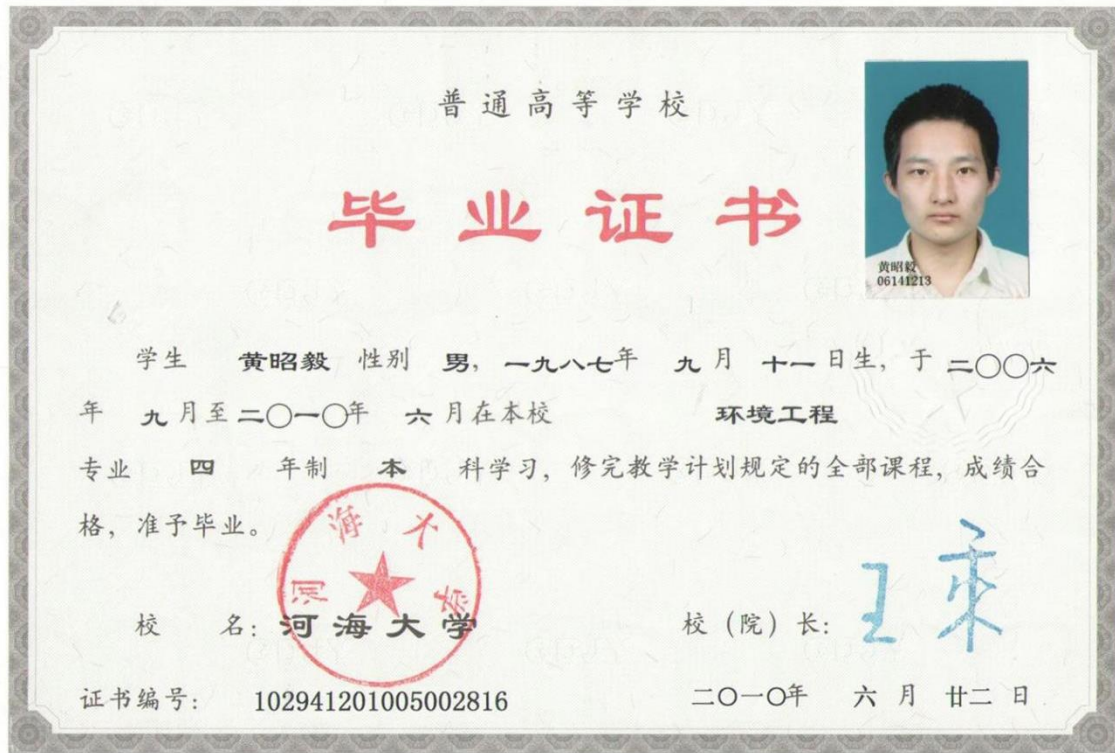 普通高等学校
毕业证书
黄昭毅
06141213
学生 黄昭毅 性别 男，一九八七年 九 月 十一 日生，于 二〇〇六
年 九 月至 二〇一〇年 六 月在本校 环境工程
专业 四 年制 本 科学习，修完教学计划规定的全部课程，成绩合
格，准予毕业。
河海大学
校 名：河海大学 校（院）长：王乘
证书编号： 102941201005002816 二〇一〇年 六 月 廿二 日